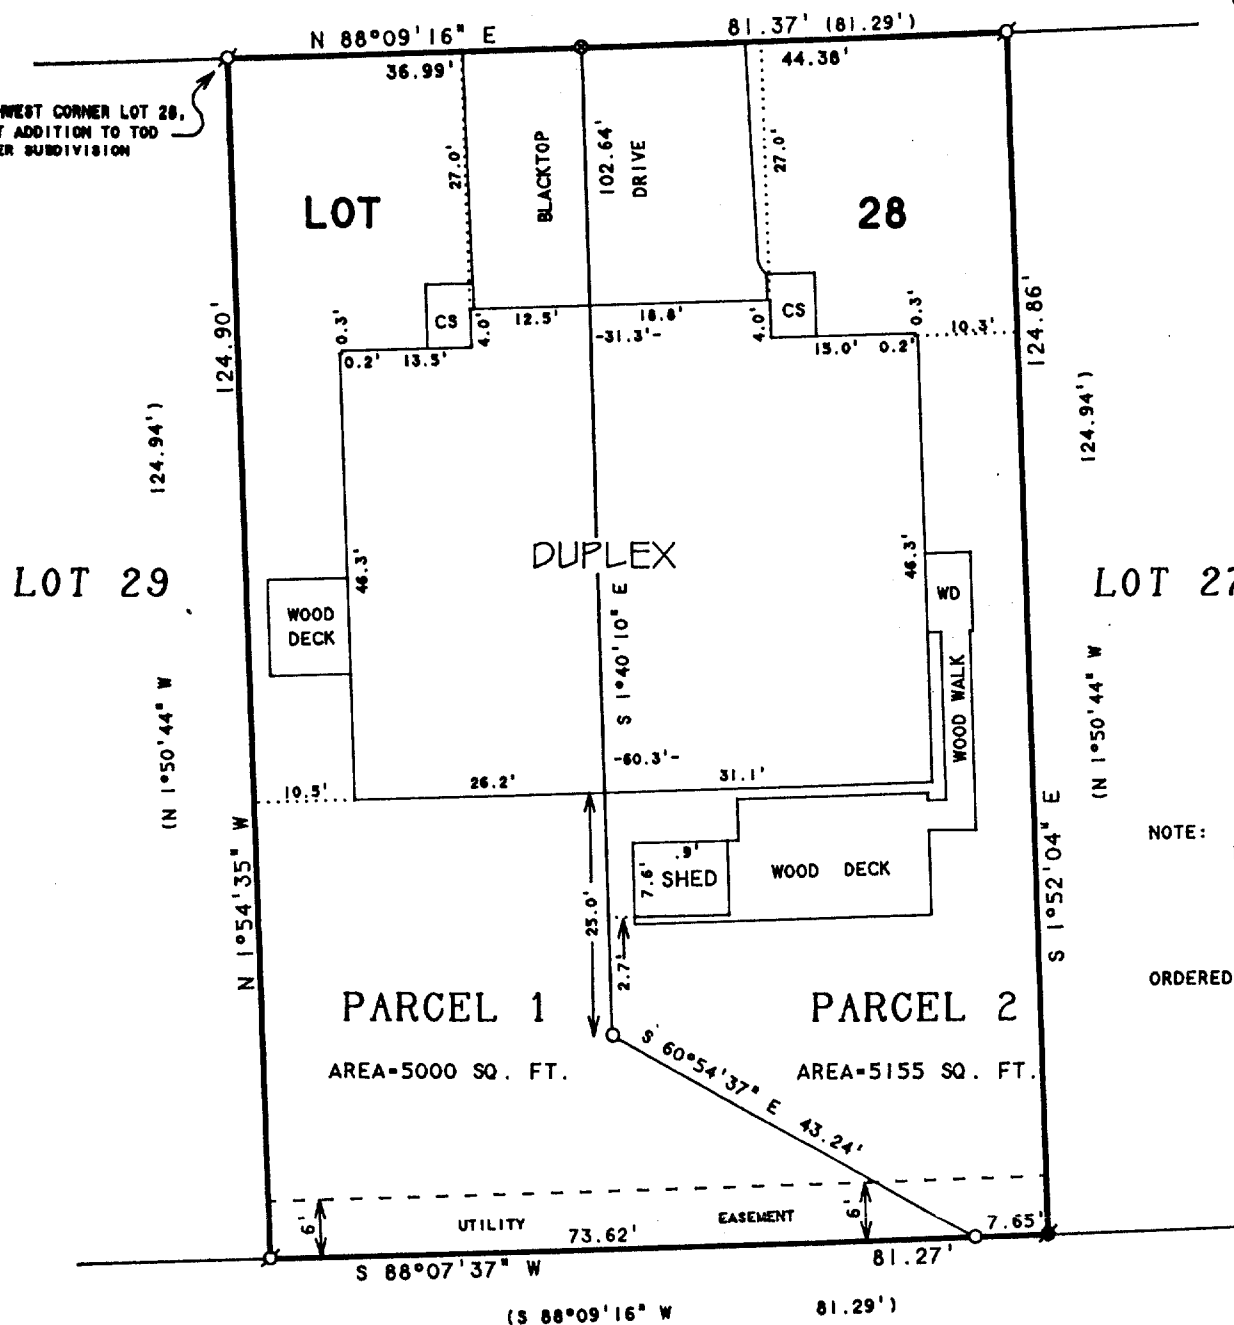 N 88°09'16" E
81.37' (81.29')
36.99'
44.38'
CORNER LOT 28,
ADDITION TO TOD
SUBDIVISION
27.0'
BLACKTOP
102.64'
DRIVE
27.0'
LOT
28
124.90'
124.86'
CS
CS
0.3'
0.3'
4.0'
12.5'
18.8'
4.0'
-31.3'-
10.3'
0.2'
13.5'
15.0'
0.2'
124.94')
124.94')
DUPLEX
LOT 29
LOT 27
46.3'
46.3'
WOOD
DECK
WD
S 1°40'10" E
WOOD WALK
(N 1°50'44" W
(N 1°50'44" W
-60.3'-
10.5'
26.2'
31.1'
N 1°54'35" W
S 1°52'04" E
NOTE:
.9'
7.6'
SHED
WOOD DECK
25.0'
2.7'
ORDERED
PARCEL 1
PARCEL 2
AREA=5000 SQ. FT.
AREA=5155 SQ. FT.
S 60°54'37" E 43.24'
6'
UTILITY
EASEMENT
6'
7.65'
73.62'
81.27'
S 88°07'37" W
(S 88°09'16" W
81.29')